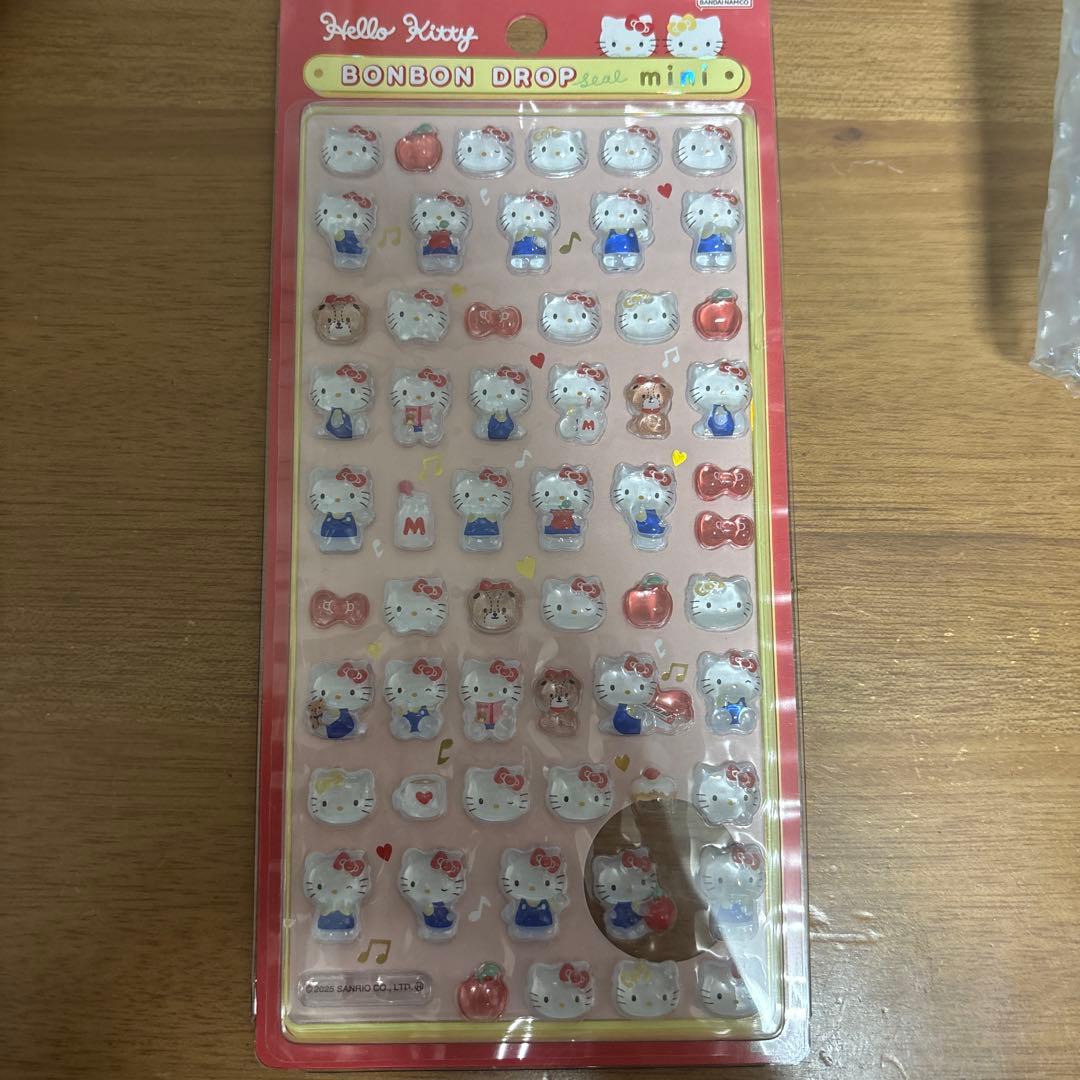 BANDAI NAMCO
Hello Kitty
BONBON DROP seal mini
M
M
© 2025 SANRIO CO., LTD. Ⓗ